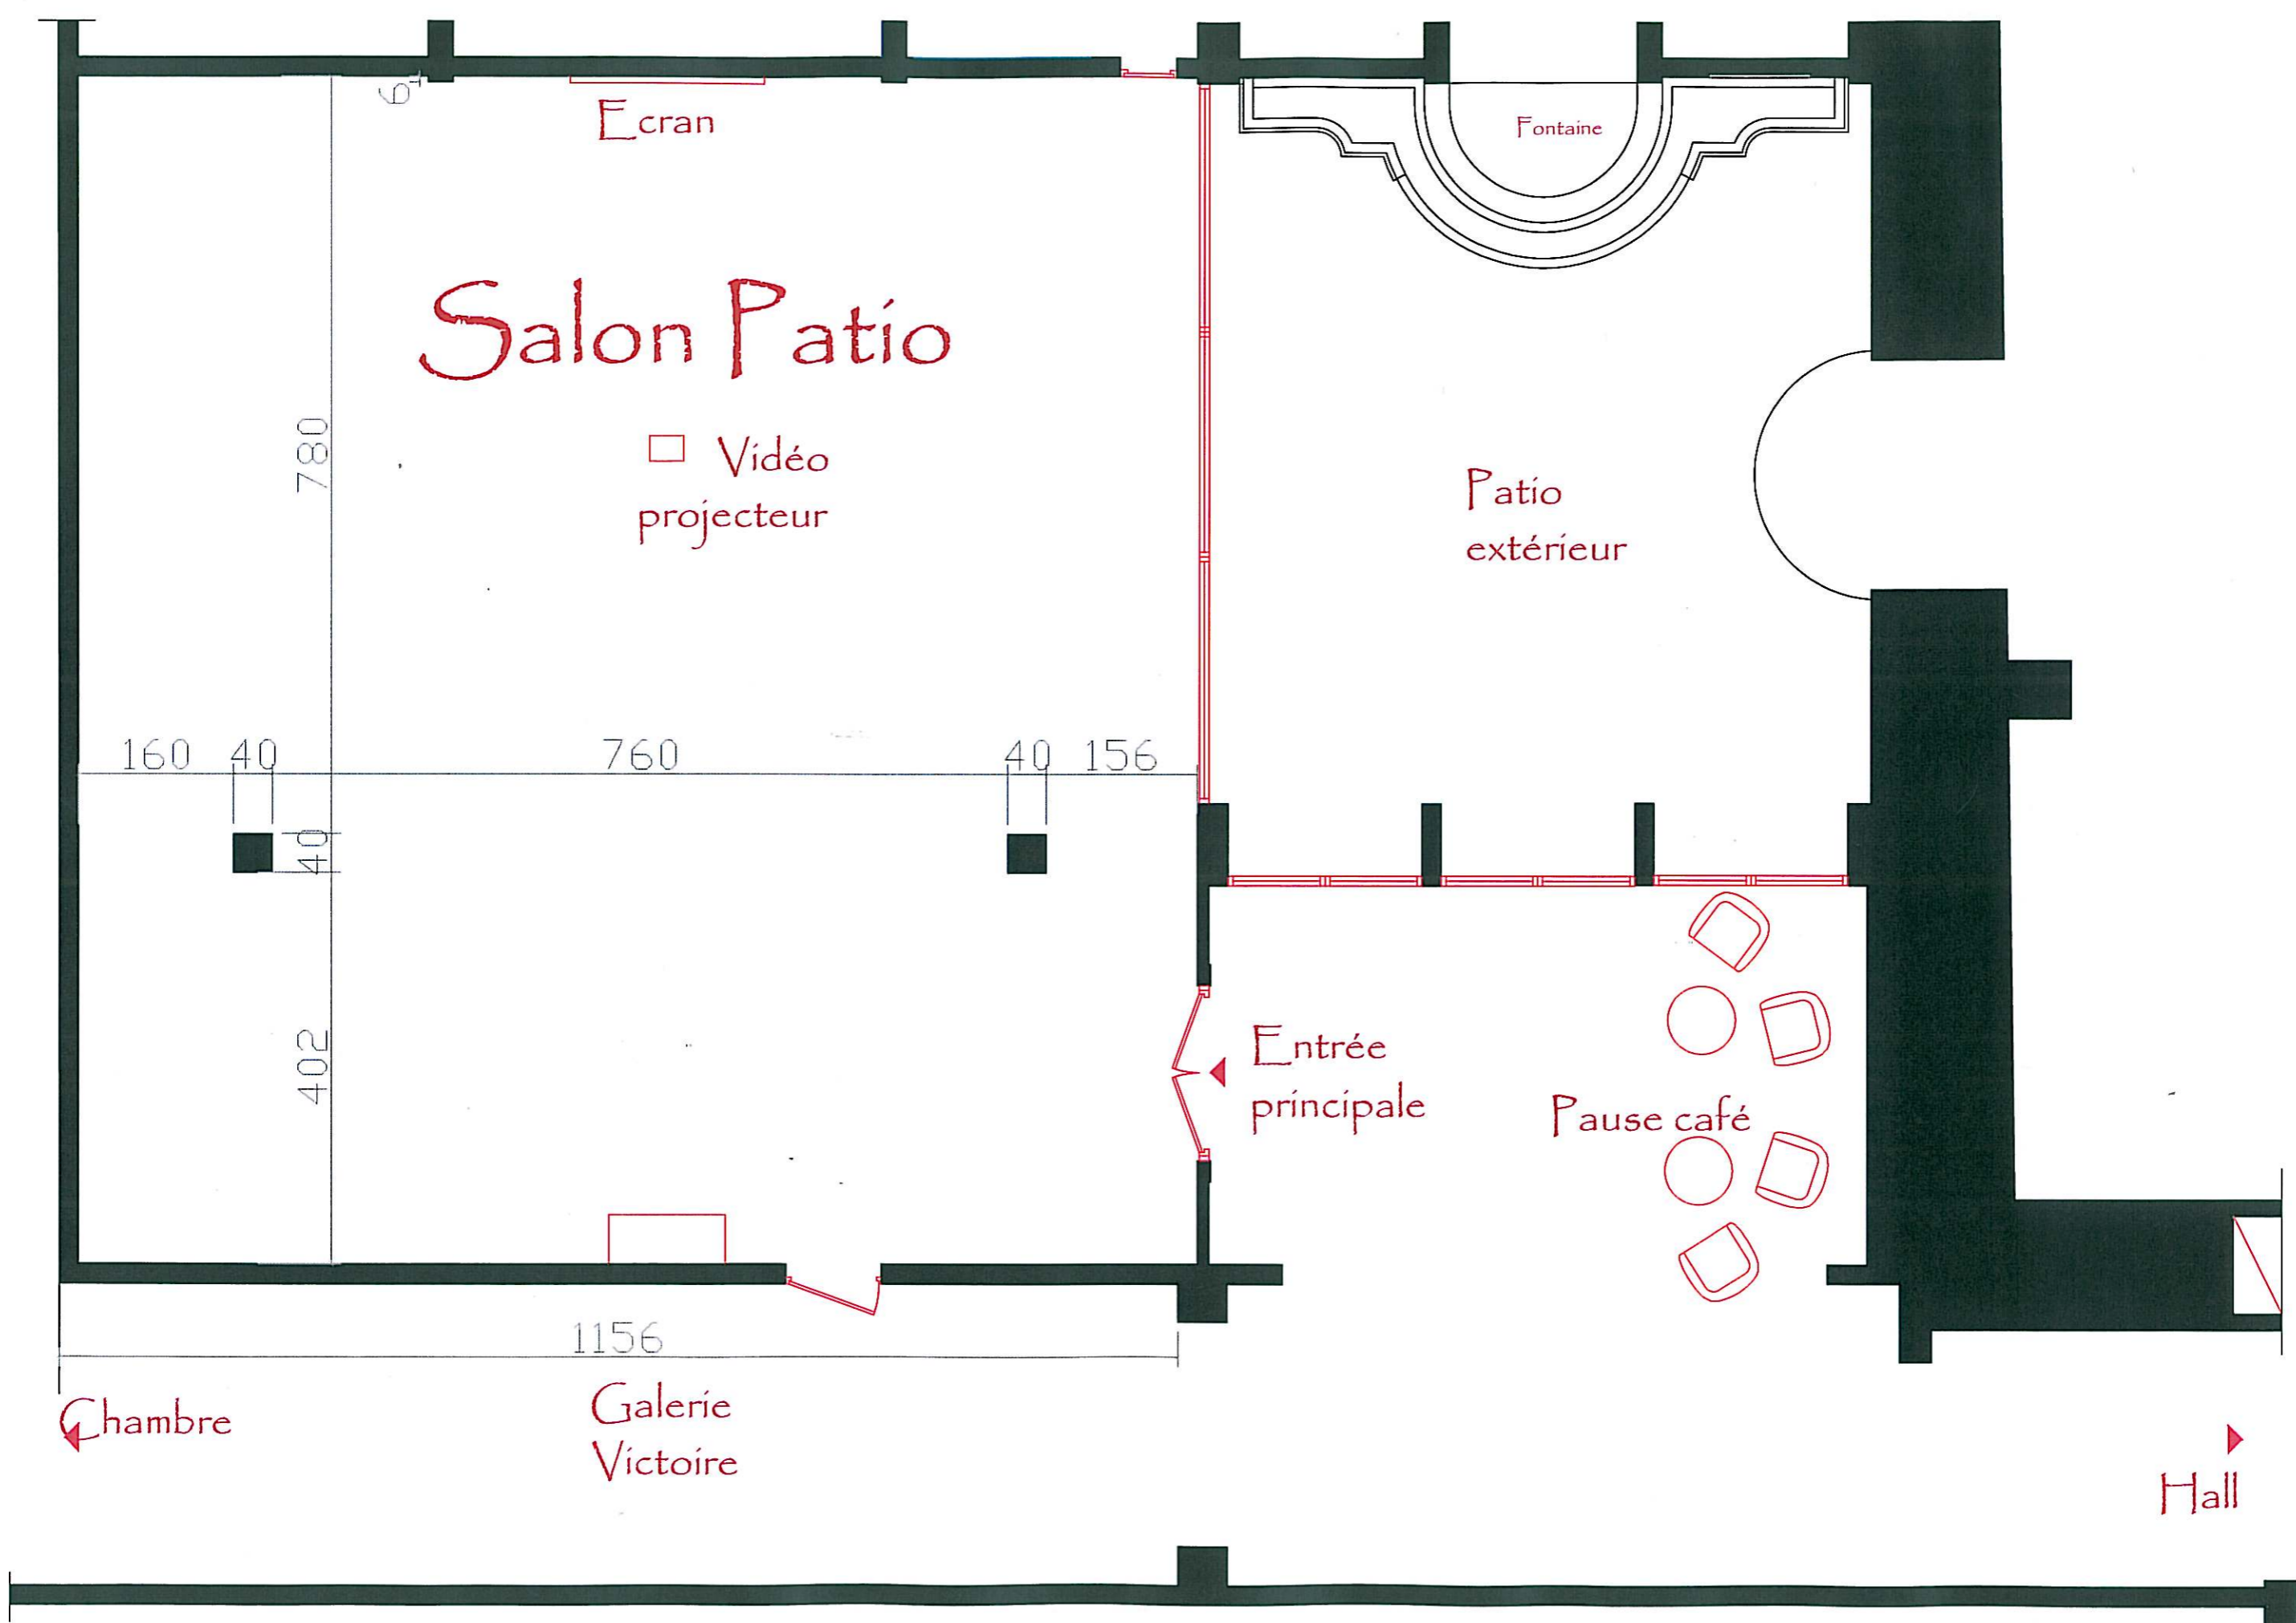 6
Ecran
Fontaine
Salon Patio
Vidéo
projecteur
780
Patio
extérieur
160 40 760 40 156
40
402
Entrée
principale
Pause café
1156
Chambre
Galerie
Victoire
Hall